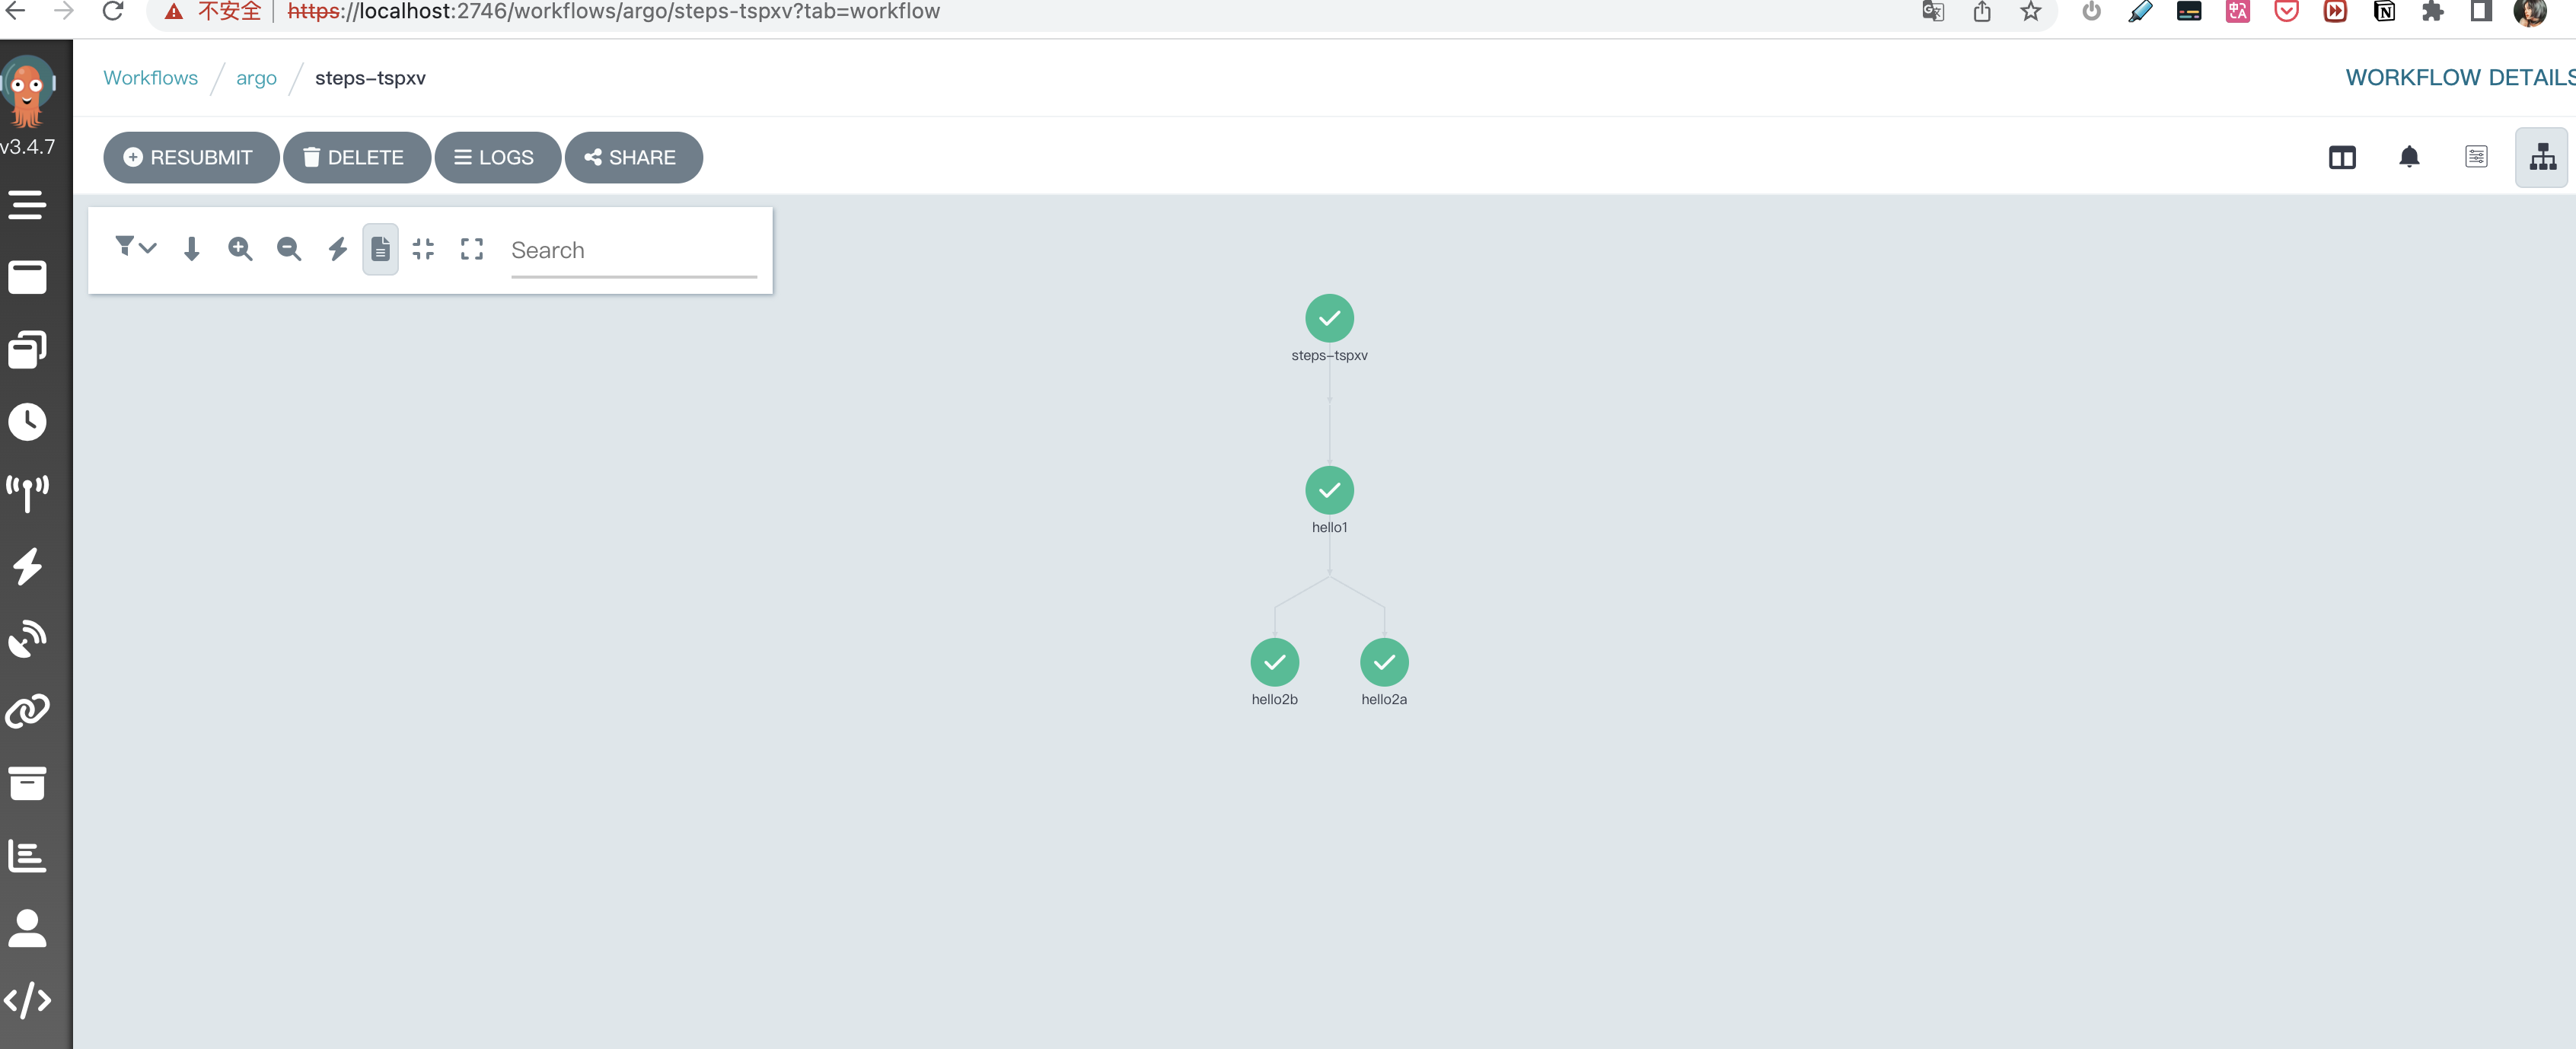 不安全 https://localhost:2746/workflows/argo/steps-tspxv?tab=workflow
Workflows / argo / steps-tspxv
WORKFLOW DETAILS
v3.4.7
RESUBMIT DELETE LOGS SHARE
Search
steps-tspxv
hello1
hello2b hello2a